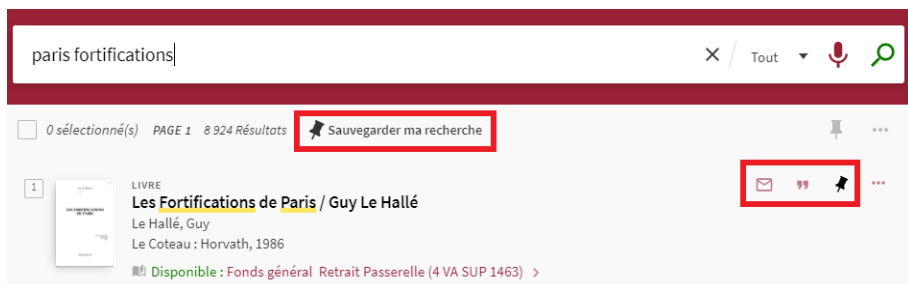 paris fortifications
Tout
0 sélectionné(s) PAGE 1 8 924 Résultats Sauvegarder ma recherche
1
LIVRE
Les Fortifications de Paris / Guy Le Hallé
Le Hallé, Guy
Le Coteau : Horvath, 1986
Disponible : Fonds général Retrait Passerelle (4 VA SUP 1463) >